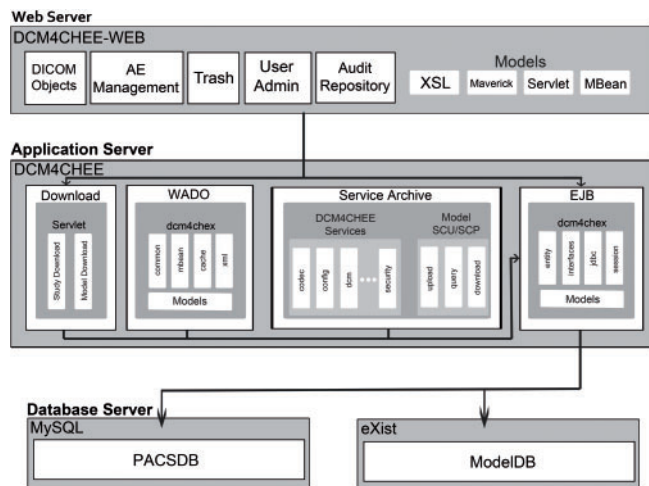 Web Server
DCM4CHEE-WEB
DICOM
Objects
AE
Management
Trash
User
Admin
Audit
Repository
Models
XSL
Maverick
Servlet
MBean
Application Server
DCM4CHEE
Download
Servlet
Study Download
Model Download
WADO
dcm4chex
common
mbean
cache
xml
Models
Service Archive
DCM4CHEE
Services
codec
config
dcm
security
Model
SCU/SCP
upload
query
download
EJB
dcm4chex
entity
interfaces
jdbc
session
Models
Database Server
MySQL
PACSDB
eXist
ModelDB